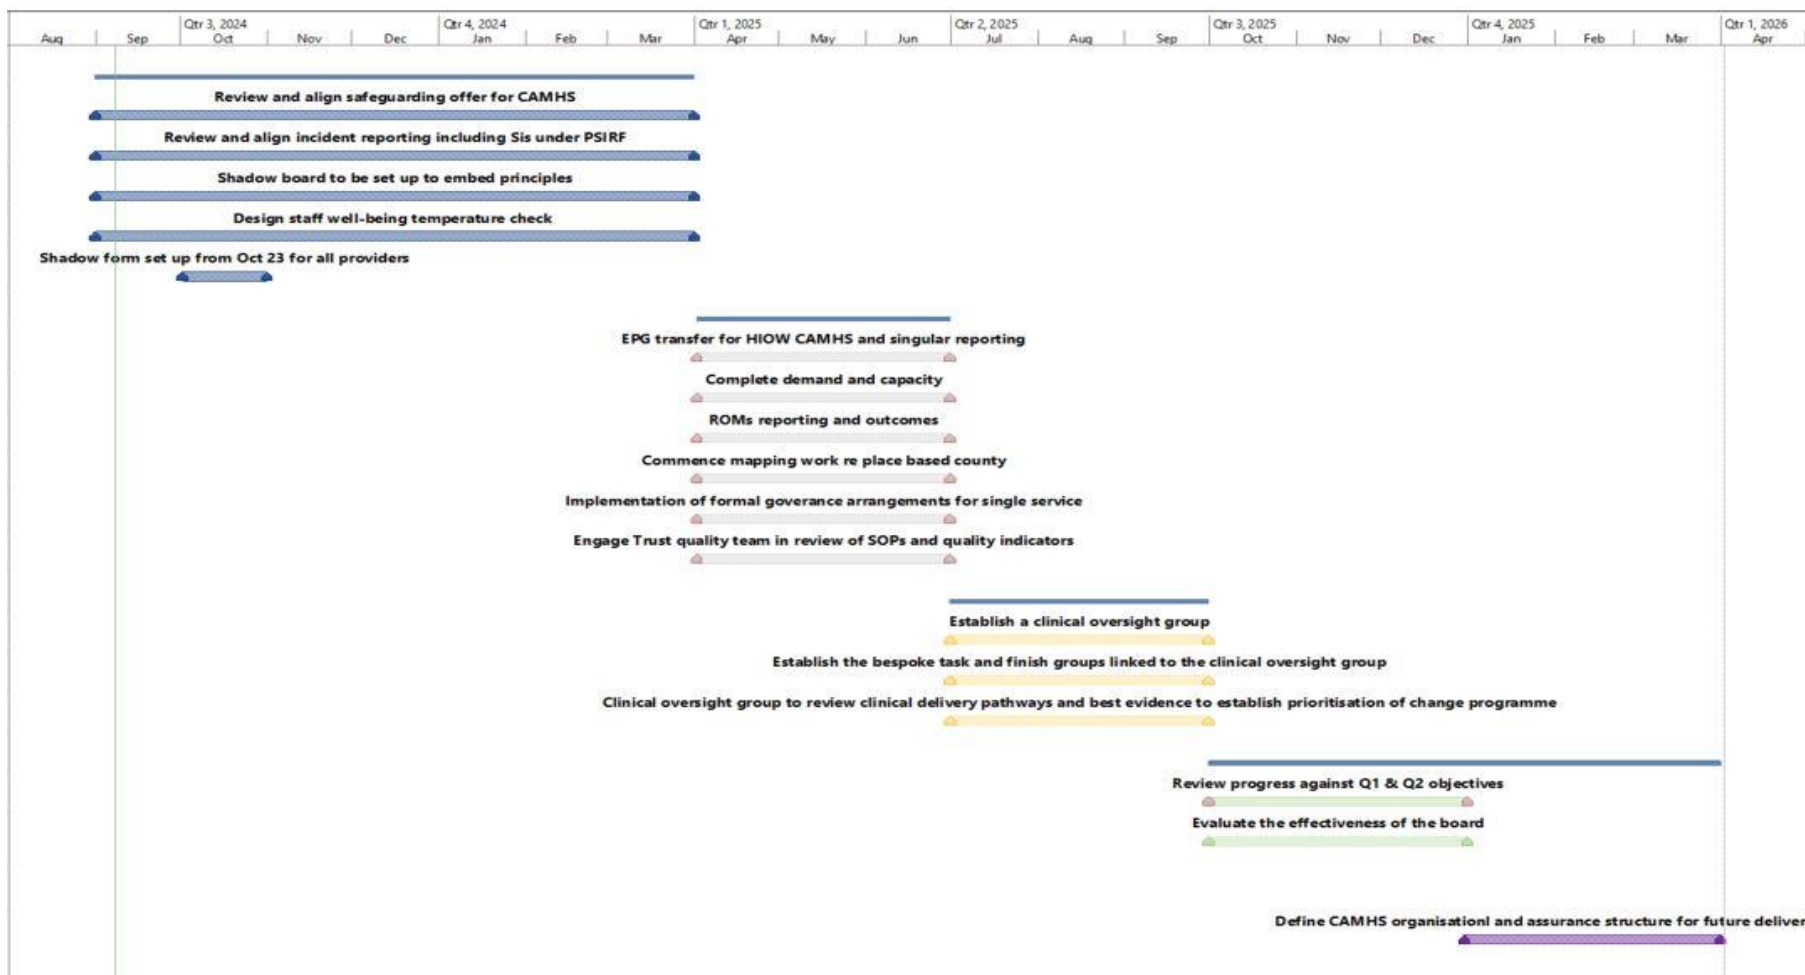 Qtr 3, 2024 Qtr 4, 2024 Qtr 1, 2025 Qtr 2, 2025 Qtr 3, 2025 Qtr 4, 2025 Qtr 1, 2026
Aug Sep Oct Nov Dec Jan Feb Mar Apr May Jun Jul Aug Sep Oct Nov Dec Jan Feb Mar Apr
Review and align safeguarding offer for CAMHS
Review and align incident reporting including Sis under PSIRF
Shadow board to be set up to embed principles
Design staff well-being temperature check
Shadow form set up from Oct 23 for all providers
EPG transfer for HIOW CAMHS and singular reporting
Complete demand and capacity
ROMs reporting and outcomes
Commence mapping work re place based county
Implementation of formal goverance arrangements for single service
Engage Trust quality team in review of SOPs and quality indicators
Establish a clinical oversight group
Establish the bespoke task and finish groups linked to the clinical oversight group
Clinical oversight group to review clinical delivery pathways and best evidence to establish prioritisation of change programme
Review progress against Q1 & Q2 objectives
Evaluate the effectiveness of the board
Define CAMHS organisationl and assurance structure for future deliver